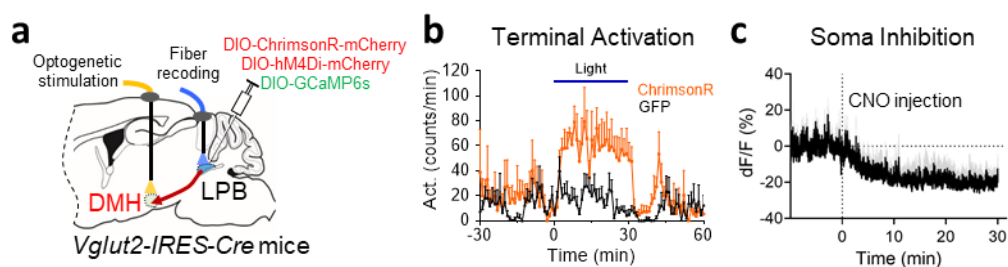 a
Optogenetic
stimulation
Fiber
recoding
DIO-ChrimsonR-mCherry
DIO-hM4Di-mCherry
DIO-GCaMP6s
DMH
LPB
Vglut2-IRES-Cre mice
b
Terminal Activation
Light
ChrimsonR
GFP
Act. (counts/min)
120
100
80
60
40
20
0
-30
0
30
60
Time (min)
c
Soma Inhibition
CNO injection
dF/F (%)
40
20
0
-20
-40
0
10
20
30
Time (min)